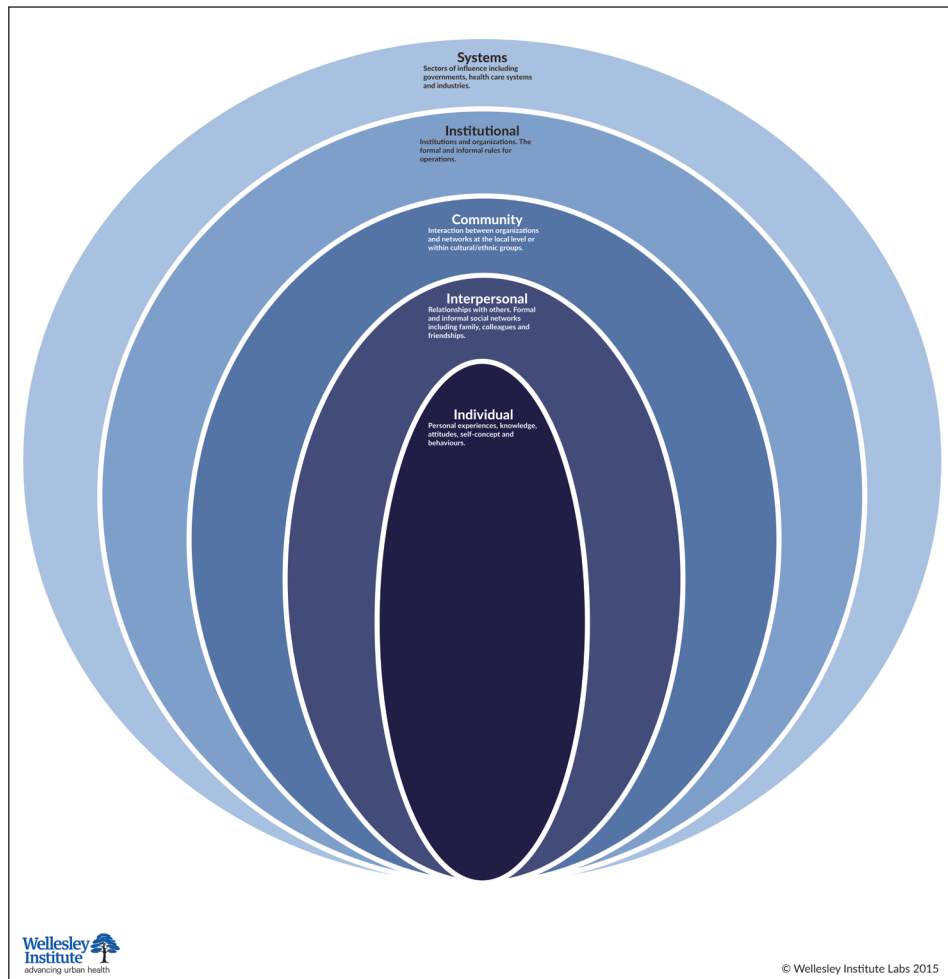 Systems
Sectors of influence including
governments, health care systems
and industries.
Institutional
Institutions and organizations. The
formal and informal rules for
operations.
Community
Interaction between organizations
and networks at the local level or
within cultural/ethnic groups.
Interpersonal
Relationships with others. Formal
and informal social networks
including family, colleagues and
friendships.
Individual
Personal experiences, knowledge,
attitudes, self-concept and
behaviours.
Wellesley
Institute
advancing urban health
© Wellesley Institute Labs 2015